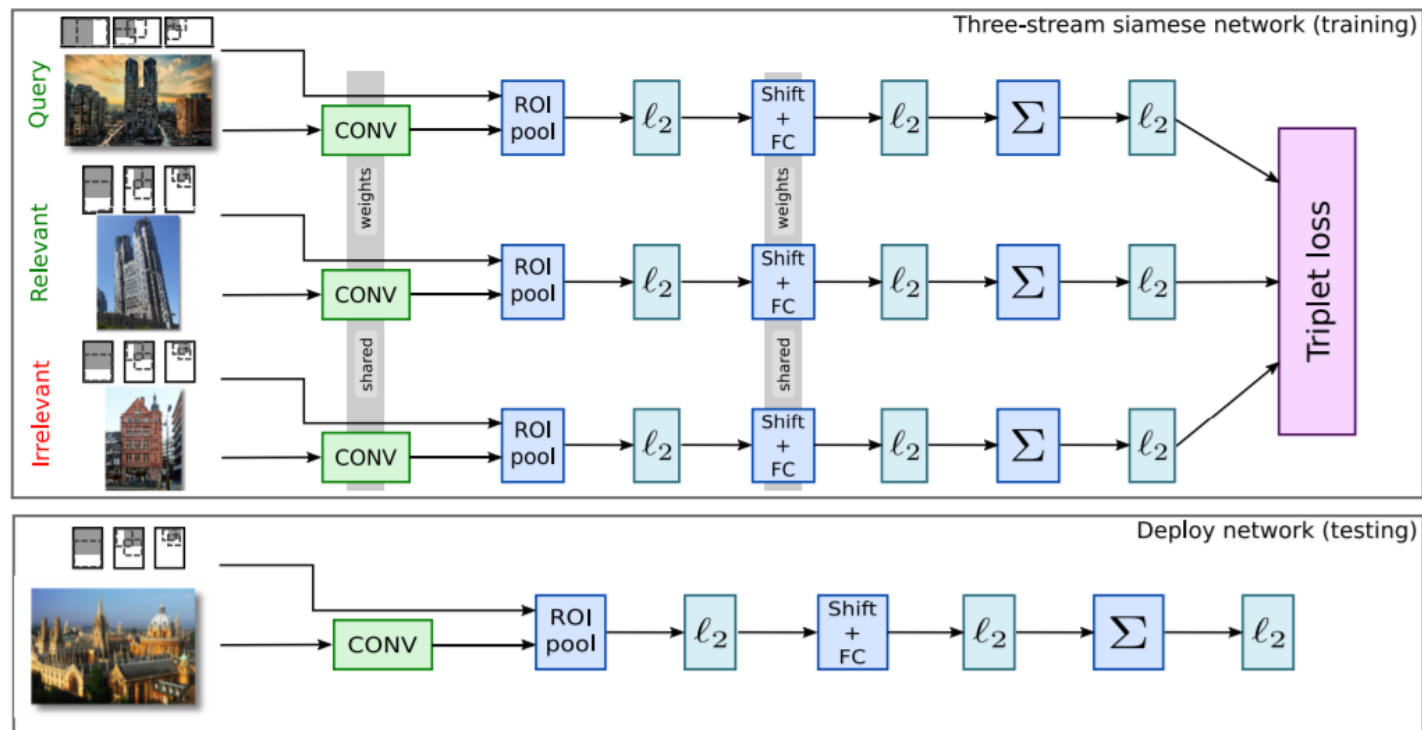 Three-stream siamese network (training)
Query
CONV
ROI
pool
ℓ2
Shift
+
FC
ℓ2
Σ
ℓ2
weights
weights
Relevant
CONV
ROI
pool
ℓ2
Shift
+
FC
ℓ2
Σ
ℓ2
Triplet loss
shared
shared
Irrelevant
CONV
ROI
pool
ℓ2
Shift
+
FC
ℓ2
Σ
ℓ2
Deploy network (testing)
CONV
ROI
pool
ℓ2
Shift
+
FC
ℓ2
Σ
ℓ2